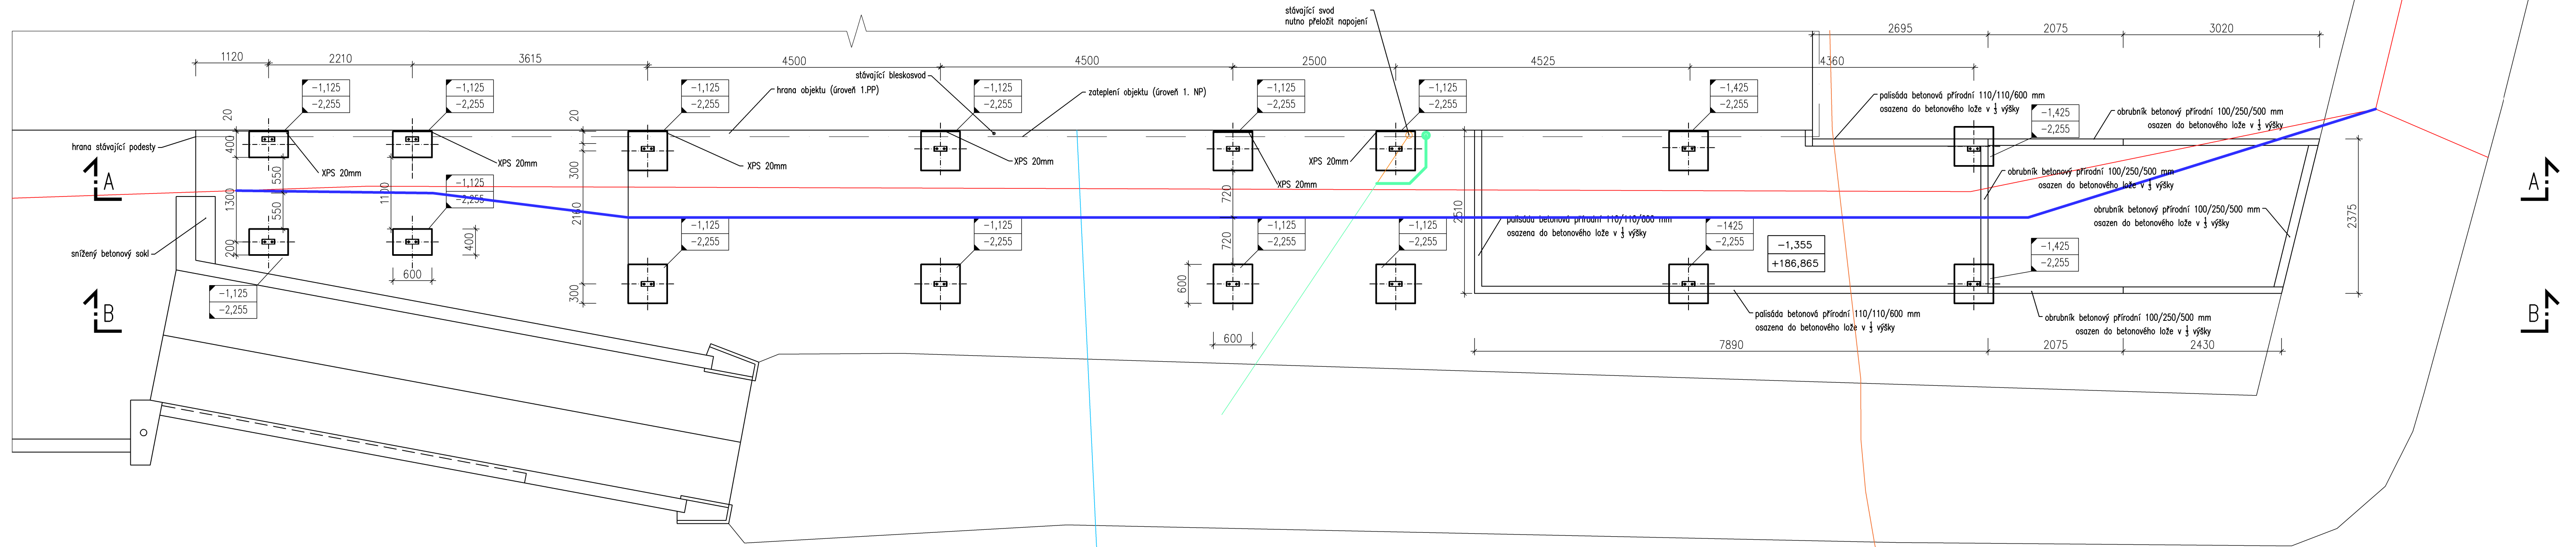 stávající svod
nutno přeložit napojení
2695
2075
3020
1120
2210
3615
4500
4500
2500
4525
4360
stávající bleskosvod
hrana objektu (úroveň 1.PP)
zateplení objektu (úroveň 1. NP)
-1,125
-2,255
-1,125
-2,255
-1,125
-2,255
-1,125
-2,255
-1,125
-2,255
-1,125
-2,255
-1,425
-2,255
palisáda betonová přírodní 110/110/600 mm
osazena do betonového lože v 1/3 výšky
-1,425
-2,255
obrubník betonový přírodní 100/250/500 mm
osazen do betonového lože v 1/3 výšky
20
400
20
300
hrana stávající podesty
XPS 20mm
XPS 20mm
XPS 20mm
XPS 20mm
XPS 20mm
XPS 20mm
A
1300
550
550
200
1100
-1,125
-2,255
2160
720
720
2510
obrubník betonový přírodní 100/250/500 mm
osazen do betonového lože v 1/3 výšky
A
2375
obrubník betonový přírodní 100/250/500 mm
osazen do betonového lože v 1/3 výšky
palisáda betonová přírodní 110/110/600 mm
osazena do betonového lože v 1/3 výšky
-1,125
-2,255
-1,125
-2,255
-1,125
-2,255
-1,125
-2,255
-1425
-2,255
-1,355
+186,865
-1,425
-2,255
snížený betonový sokl
400
600
-1,125
-2,255
300
600
600
B
B
palisáda betonová přírodní 110/110/600 mm
osazena do betonového lože v 1/3 výšky
obrubník betonový přírodní 100/250/500 mm
osazen do betonového lože v 1/3 výšky
7890
2075
2430